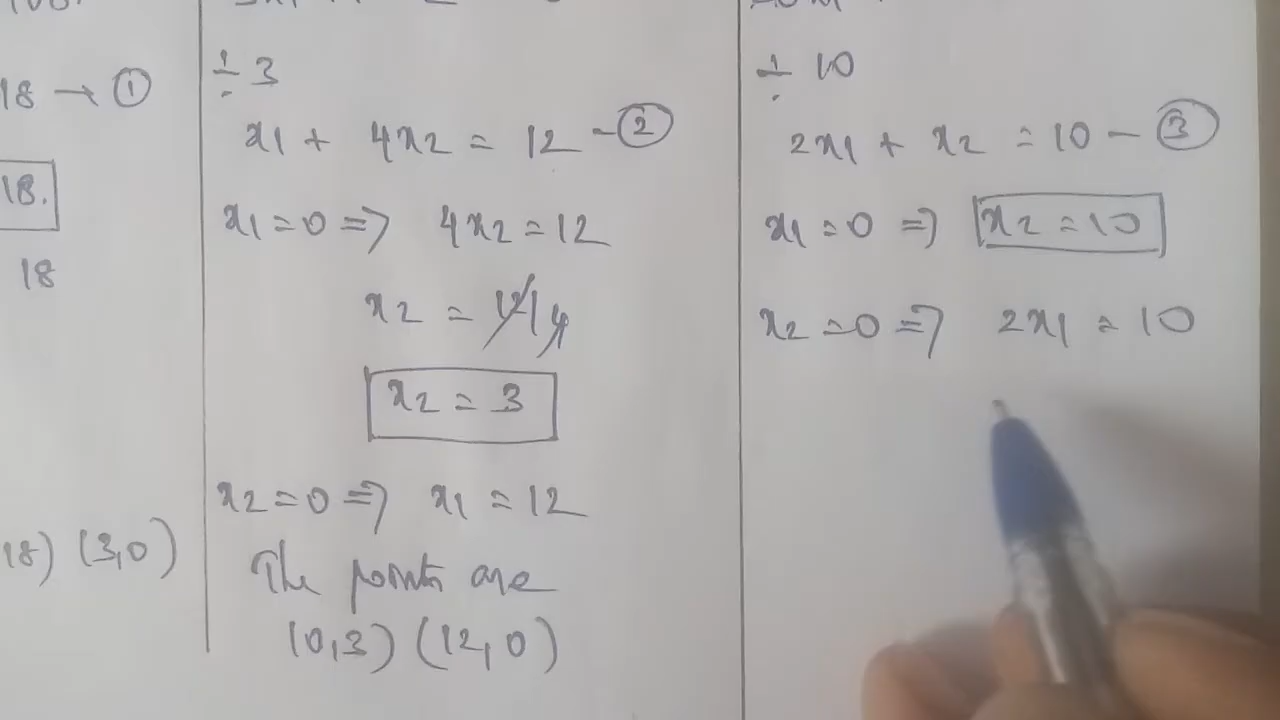 18 → ①
18.
18
18) (3,0)
÷ 3
x1 + 4x2 = 12 - ②
x1 = 0 => 4x2 = 12
x2 = 12/4
x2 = 3
x2 = 0 => x1 = 12
The points are
(0,3) (12,0)
÷ 10
2x1 + x2 = 10 - ③
x1 = 0 => x2 = 10
x2 = 0 => 2x1 = 10